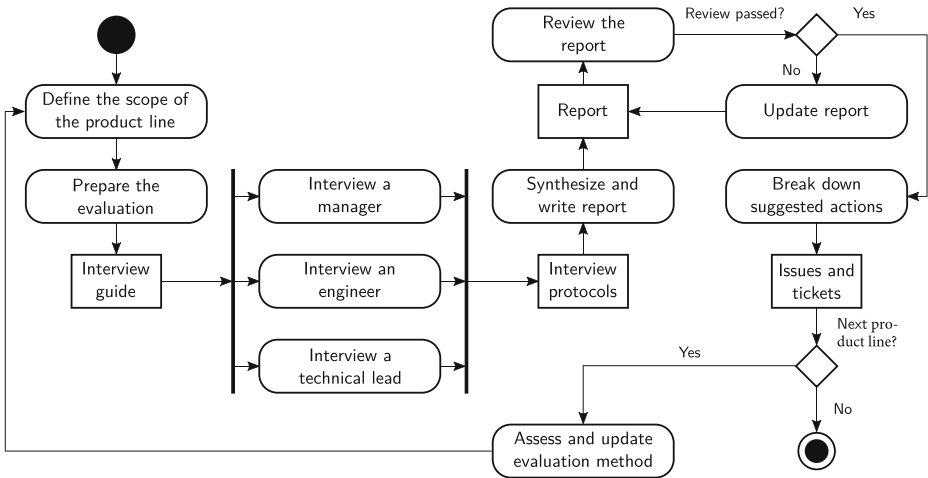 Define the scope of
the product line
Prepare the
evaluation
Interview
guide
Interview a
manager
Interview an
engineer
Interview a
technical lead
Interview
protocols
Synthesize and
write report
Report
Review the
report
Review passed?
Yes
No
Update report
Break down
suggested actions
Issues and
tickets
Next pro-
duct line?
Yes
No
Assess and update
evaluation method